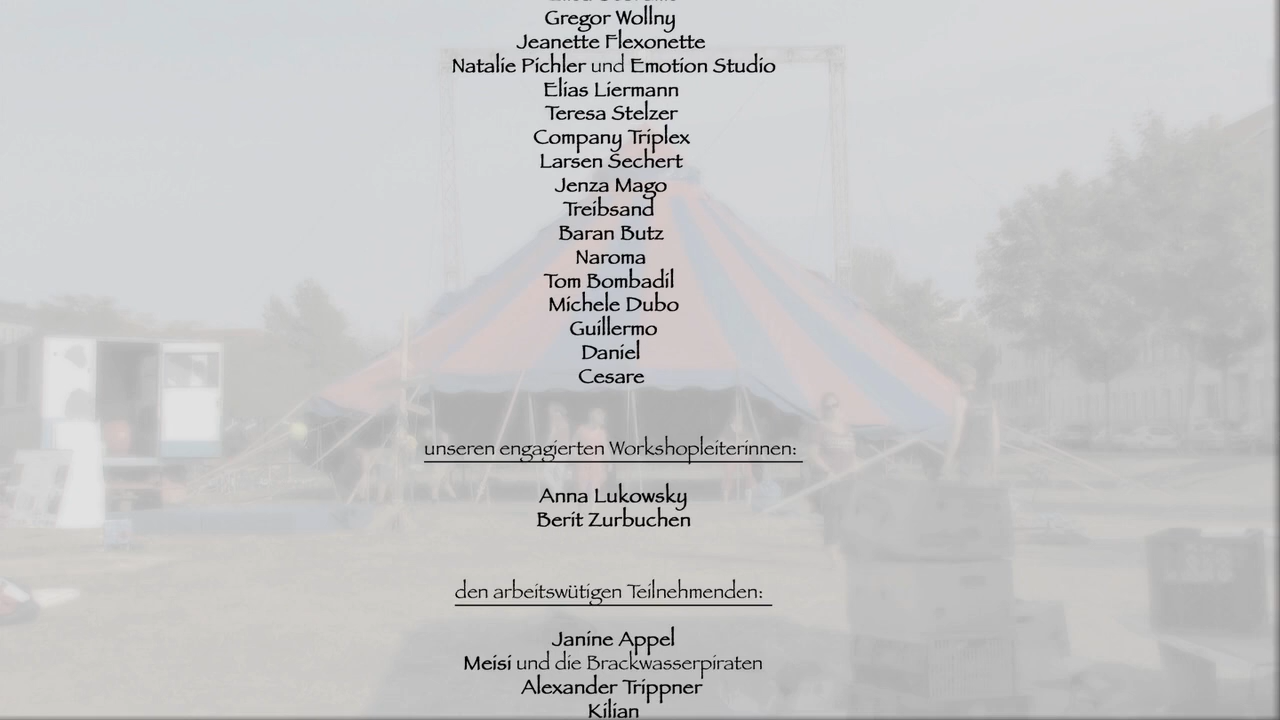 Gregor Wollny
Jeanette Flexonette
Natalie Pichler und Emotion Studio
Elias Liermann
Teresa Stelzer
Company Triplex
Larsen Sechert
Jenza Mago
Treibsand
Baran Butz
Naroma
Tom Bombadil
Michele Dubo
Guillermo
Daniel
Cesare
unseren engagierten Workshopleiterinnen:
Anna Lukowsky
Berit Zurbuchen
den arbeitswütigen Teilnehmenden:
Janine Appel
Meisi und die Brackwasserpiraten
Alexander Trippner
Kilian